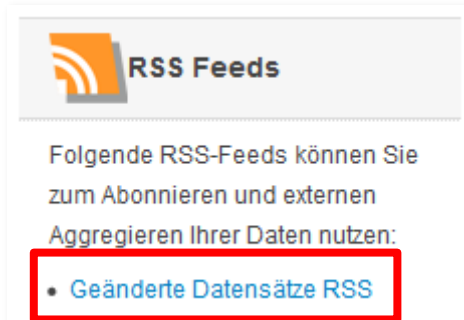 RSS Feeds
Folgende RSS-Feeds können Sie
zum Abonnieren und externen
Aggregieren Ihrer Daten nutzen:
• Geänderte Datensätze RSS